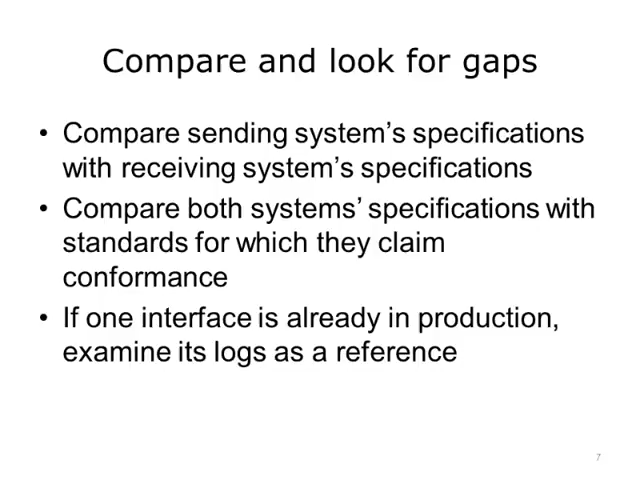 Compare and look for gaps
• Compare sending system’s specifications
with receiving system’s specifications
• Compare both systems’ specifications with
standards for which they claim
conformance
• If one interface is already in production,
examine its logs as a reference
7